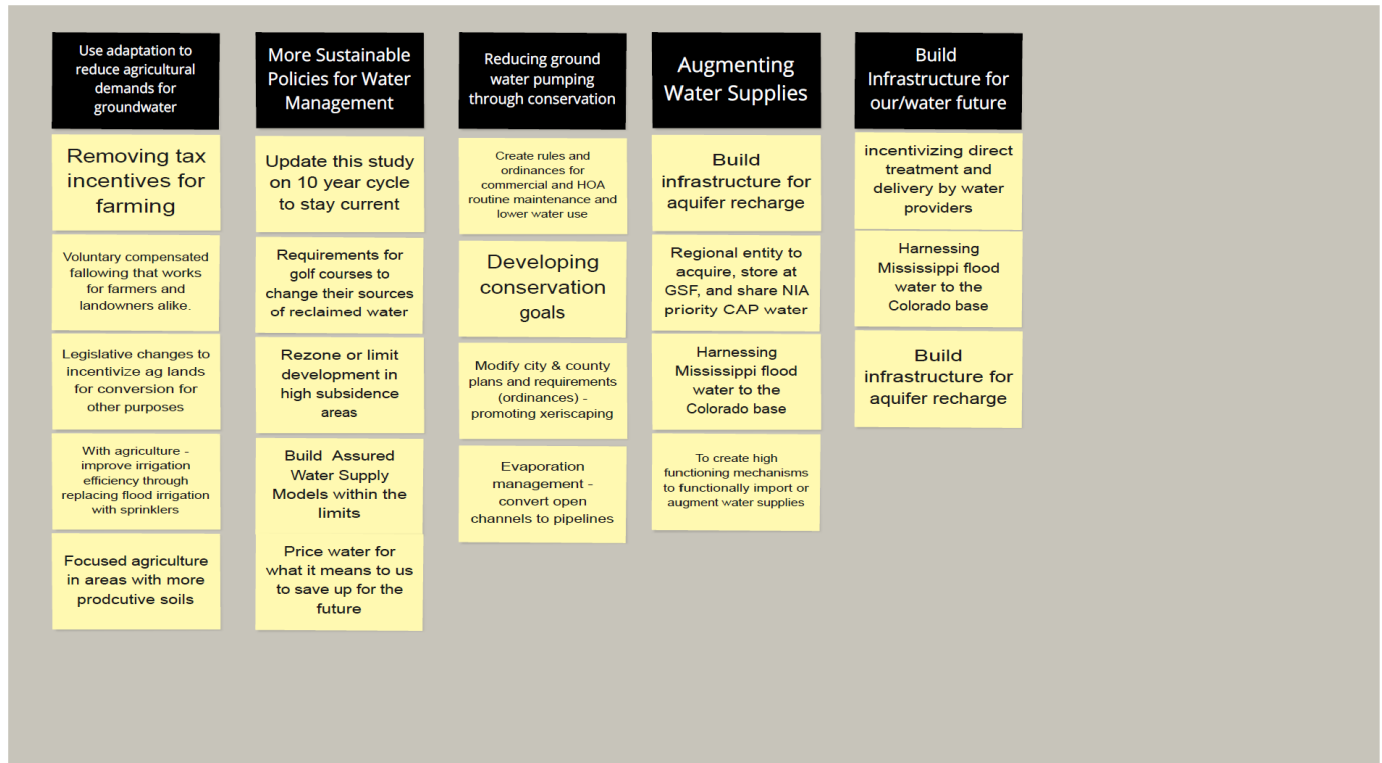 Use adaptation to
reduce agricultural
demands for
groundwater
Removing tax
incentives for
farming
Voluntary compensated
fallowing that works
for farmers and
landowners alike.
Legislative changes to
incentivize ag lands
for conversion for
other purposes
With agriculture -
improve irrigation
efficiency through
replacing flood irrigation
with sprinklers
Focused agriculture
in areas with more
prodcutive soils
More Sustainable
Policies for Water
Management
Update this study
on 10 year cycle
to stay current
Requirements for
golf courses to
change their sources
of reclaimed water
Rezone or limit
development in
high subsidence
areas
Build Assured
Water Supply
Models within the
limits
Price water for
what it means to us
to save up for the
future
Reducing ground
water pumping
through conservation
Create rules and
ordinances for
commercial and HOA
routine maintenance and
lower water use
Developing
conservation
goals
Modify city & county
plans and requirements
(ordinances) -
promoting xeriscaping
Evaporation
management -
convert open
channels to pipelines
Augmenting
Water Supplies
Build
infrastructure for
aquifer recharge
Regional entity to
acquire, store at
GSF, and share NIA
priority CAP water
Harnessing
Mississippi flood
water to the
Colorado base
To create high
functioning mechanisms
to functionally import or
augment water supplies
Build
Infrastructure for
our/water future
incentivizing direct
treatment and
delivery by water
providers
Harnessing
Mississippi flood
water to the
Colorado base
Build
infrastructure for
aquifer recharge